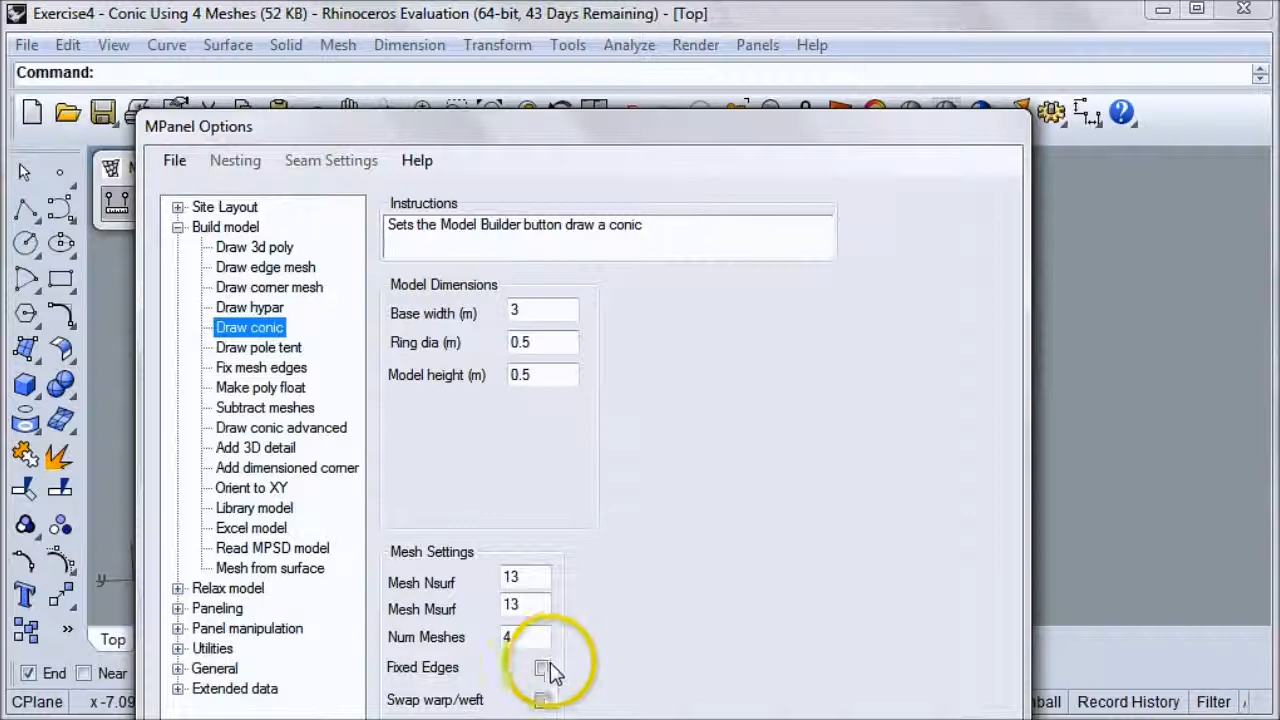 Exercise4 - Conic Using 4 Meshes (52 KB) - Rhinoceros Evaluation (64-bit, 43 Days Remaining) - [Top]
File Edit View Curve Surface Solid Mesh Dimension Transform Tools Analyze Render Panels Help
Command:
MPanel Options
File Nesting Seam Settings Help
Site Layout
Build model
Draw 3d poly
Draw edge mesh
Draw corner mesh
Draw hypar
Draw conic
Draw pole tent
Fix mesh edges
Make poly float
Subtract meshes
Draw conic advanced
Add 3D detail
Add dimensioned corner
Orient to XY
Library model
Excel model
Read MPSD model
Mesh from surface
Relax model
Paneling
Panel manipulation
Utilities
General
Extended data
Instructions
Sets the Model Builder button draw a conic
Model Dimensions
Base width (m) 3
Ring dia (m) 0.5
Model height (m) 0.5
Mesh Settings
Mesh Nsurf 13
Mesh Msurf 13
Num Meshes 4
Fixed Edges
Swap warp/weft
y
Top
End Near
CPlane x -7.09
Record History Filter